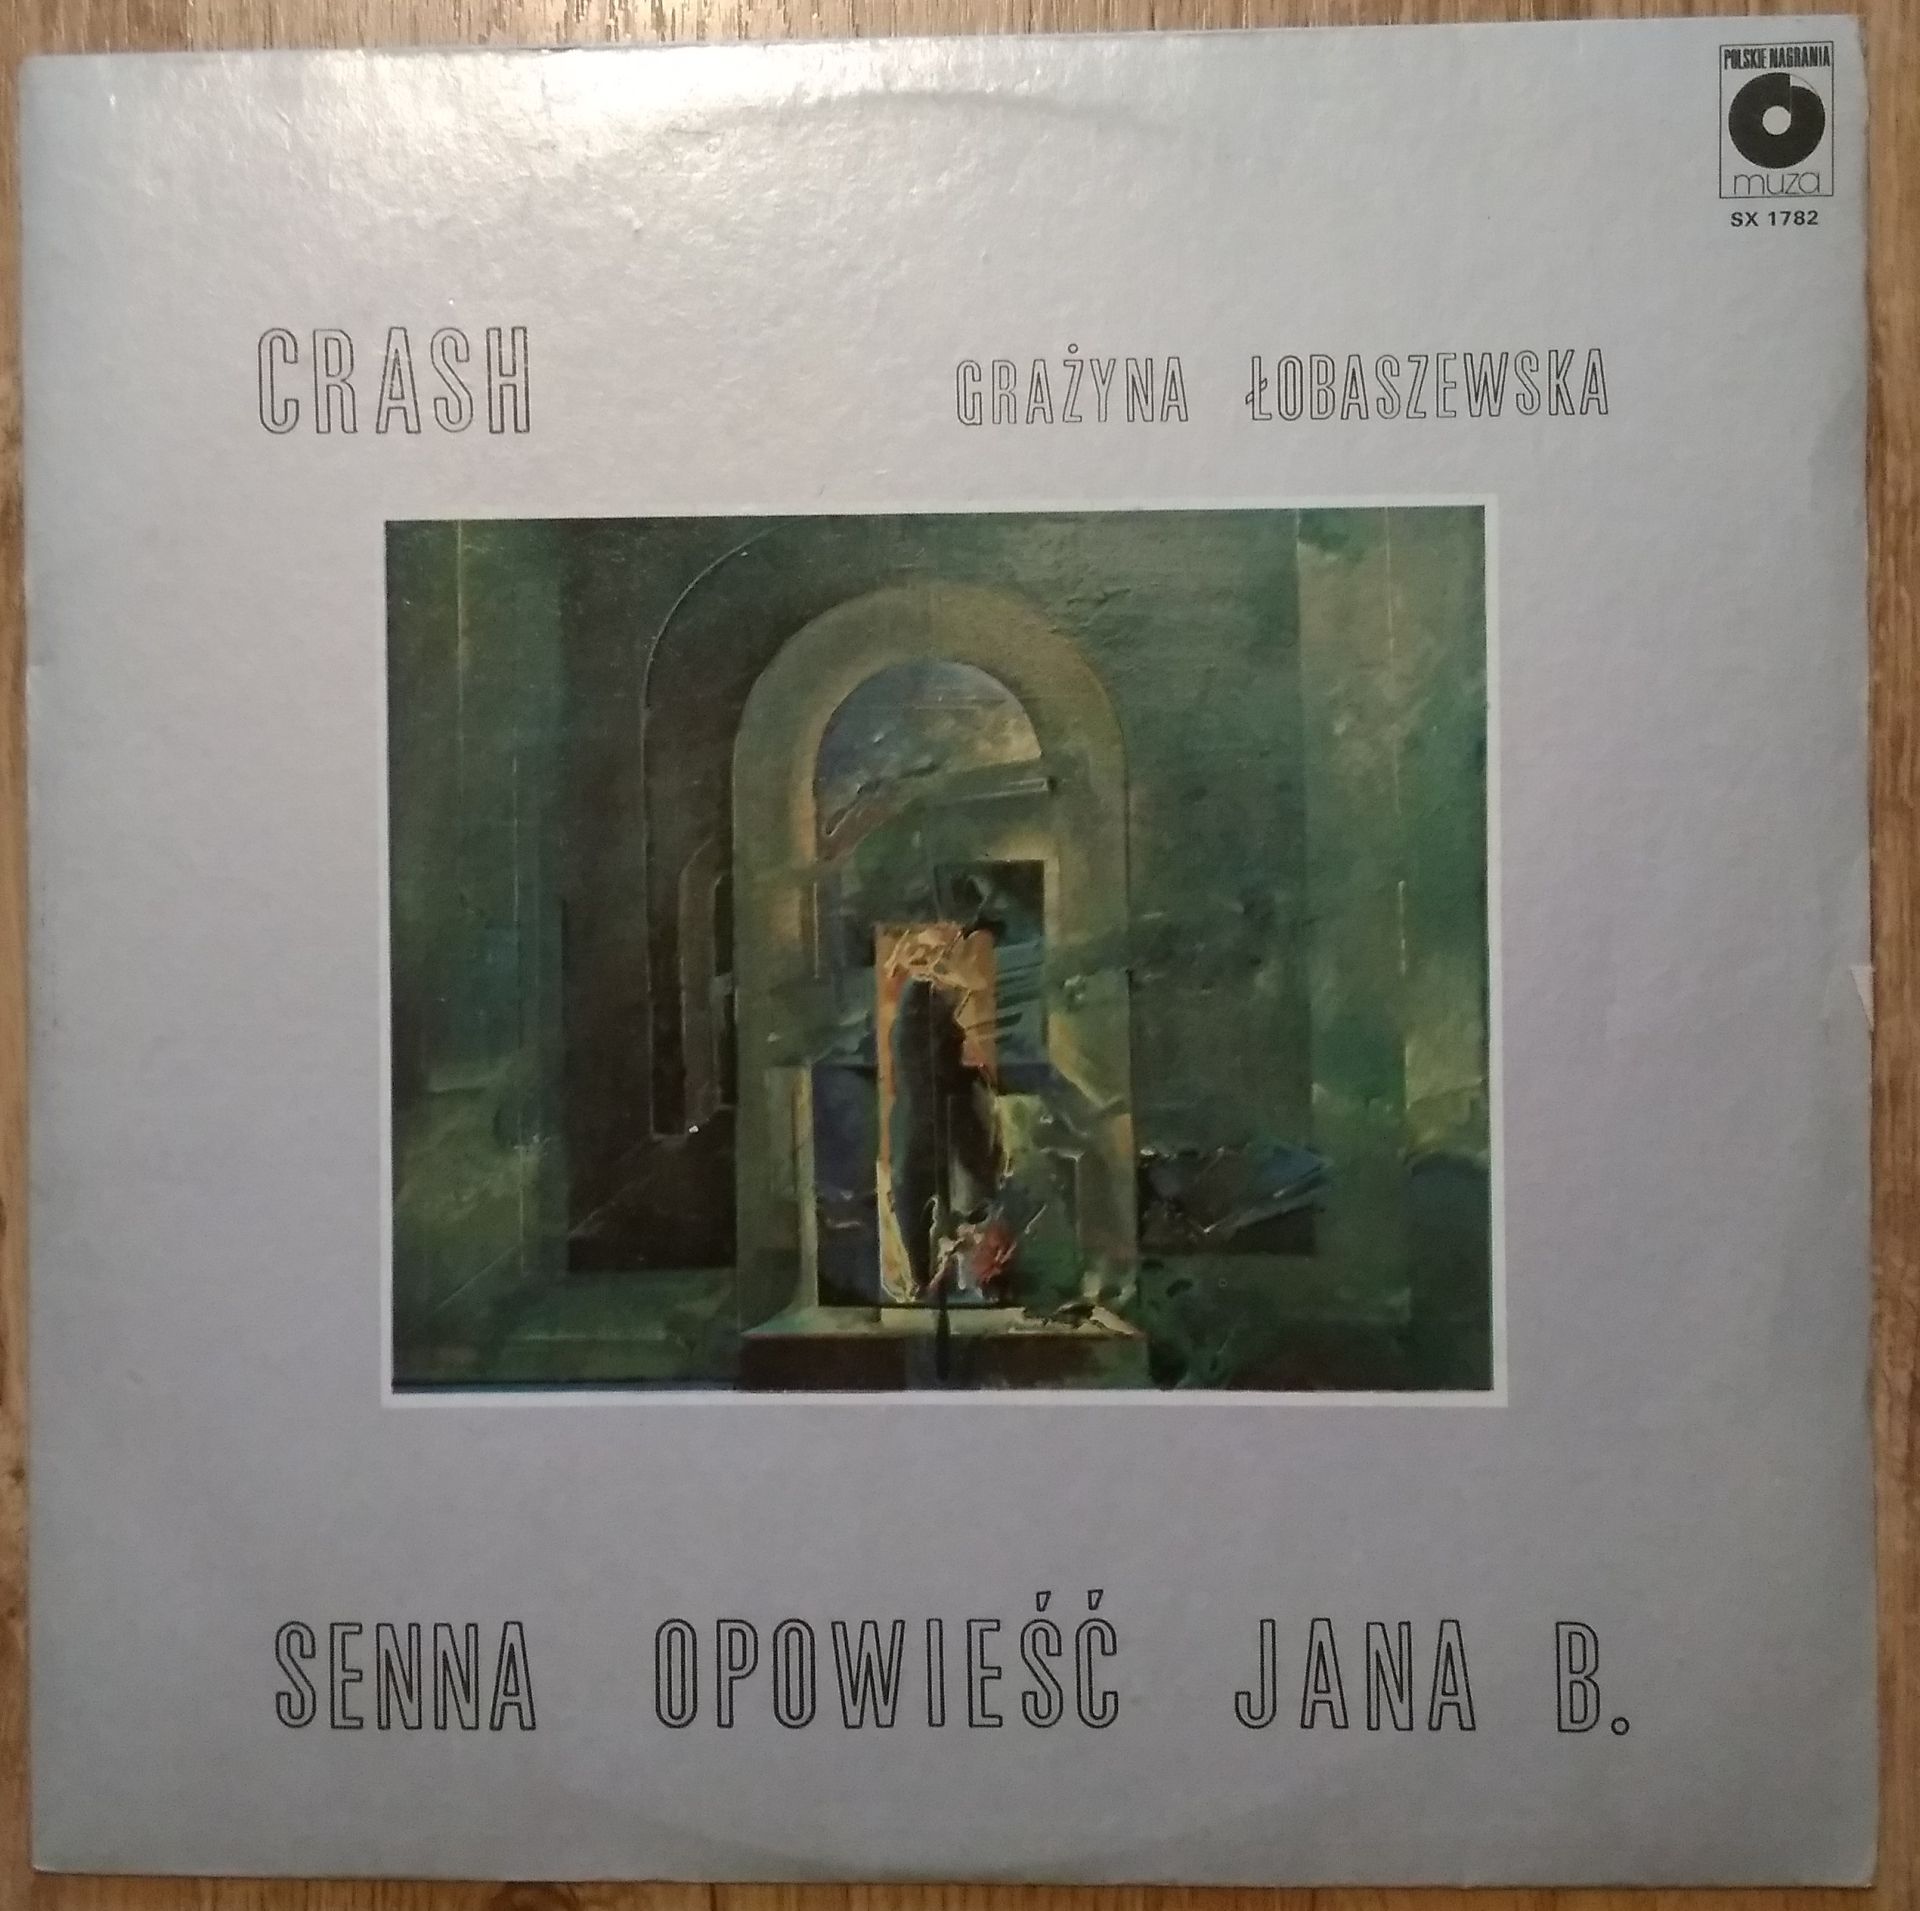 POLSKIE NAGRANIA
muza
SX 1782
CRASH
GRAŻYNA ŁOBASZEWSKA
SENNA OPOWIEŚĆ JANA B.